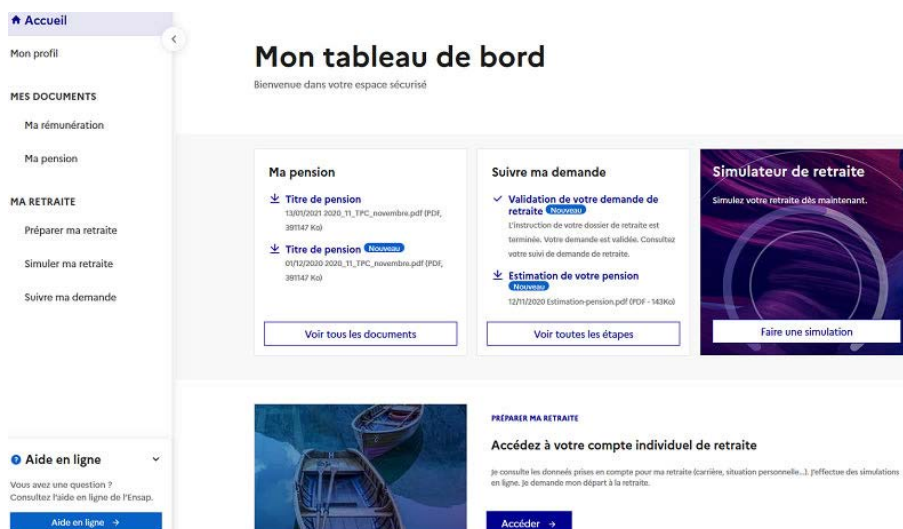 Accueil
Mon profil
MES DOCUMENTS
Ma rémunération
Ma pension
MA RETRAITE
Préparer ma retraite
Simuler ma retraite
Suivre ma demande
Aide en ligne
Vous avez une question ?
Consultez l'aide en ligne de l'Ensap.
Aide en ligne →
Mon tableau de bord
Bienvenue dans votre espace sécurisé
Ma pension
Titre de pension
13/01/2021 2020_11_TPC_novembre.pdf (PDF,
391147 Ko)
Titre de pension Nouveau
01/12/2020 2020_11_TPC_novembre.pdf (PDF,
391147 Ko)
Voir tous les documents
Suivre ma demande
Validation de votre demande de
retraite Nouveau
L'instruction de votre dossier de retraite est
terminée. Votre demande est validée. Consultez
votre suivi de demande de retraite.
Estimation de votre pension
Nouveau
12/11/2020 Estimation-pension.pdf (PDF - 143Ko)
Voir toutes les étapes
Simulateur de retraite
Simulez votre retraite dès maintenant.
Faire une simulation
PRÉPARER MA RETRAITE
Accédez à votre compte individuel de retraite
Je consulte les donneés prises en compte pour ma retraite (carrière, situation personnelle...). J'effectue des simulations
en ligne. Je demande mon départ à la retraite.
Accéder →